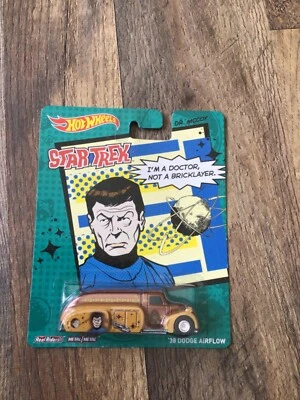 HOT WHEELS
DR. MCCOY
STAR TREK
I'M A DOCTOR,
NOT A BRICKLAYER.
Real Riders
METAL/METAL
'38 DODGE AIRFLOW